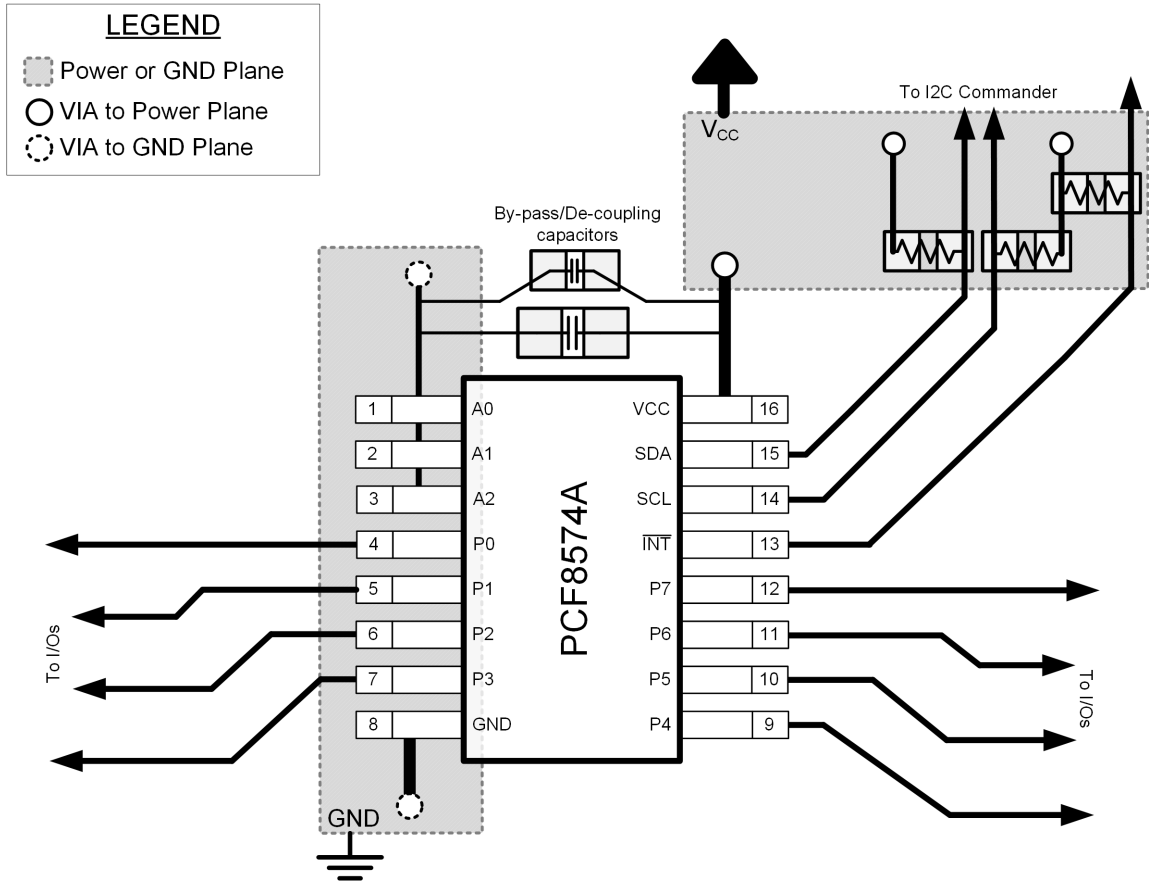 LEGEND
Power or GND Plane
VIA to Power Plane
VIA to GND Plane
To I2C Commander
VCC
By-pass/De-coupling
capacitors
1 A0 VCC 16
2 A1 SDA 15
3 A2 SCL 14
4 P0 INT 13
5 P1 P7 12
6 P2 P6 11
7 P3 P5 10
8 GND P4 9
PCF8574A
To I/Os
To I/Os
GND